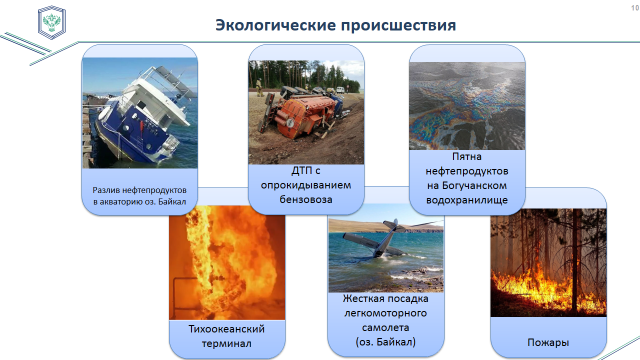 10
Экологические происшествия
Разлив нефтепродуктов
в акваторию оз. Байкал
ДТП с
опрокидыванием
бензовоза
Пятна
нефтепродуктов
на Богучанском
водохранилище
Тихоокеанский
терминал
Жесткая посадка
легкомоторного
самолета
(оз. Байкал)
Пожары